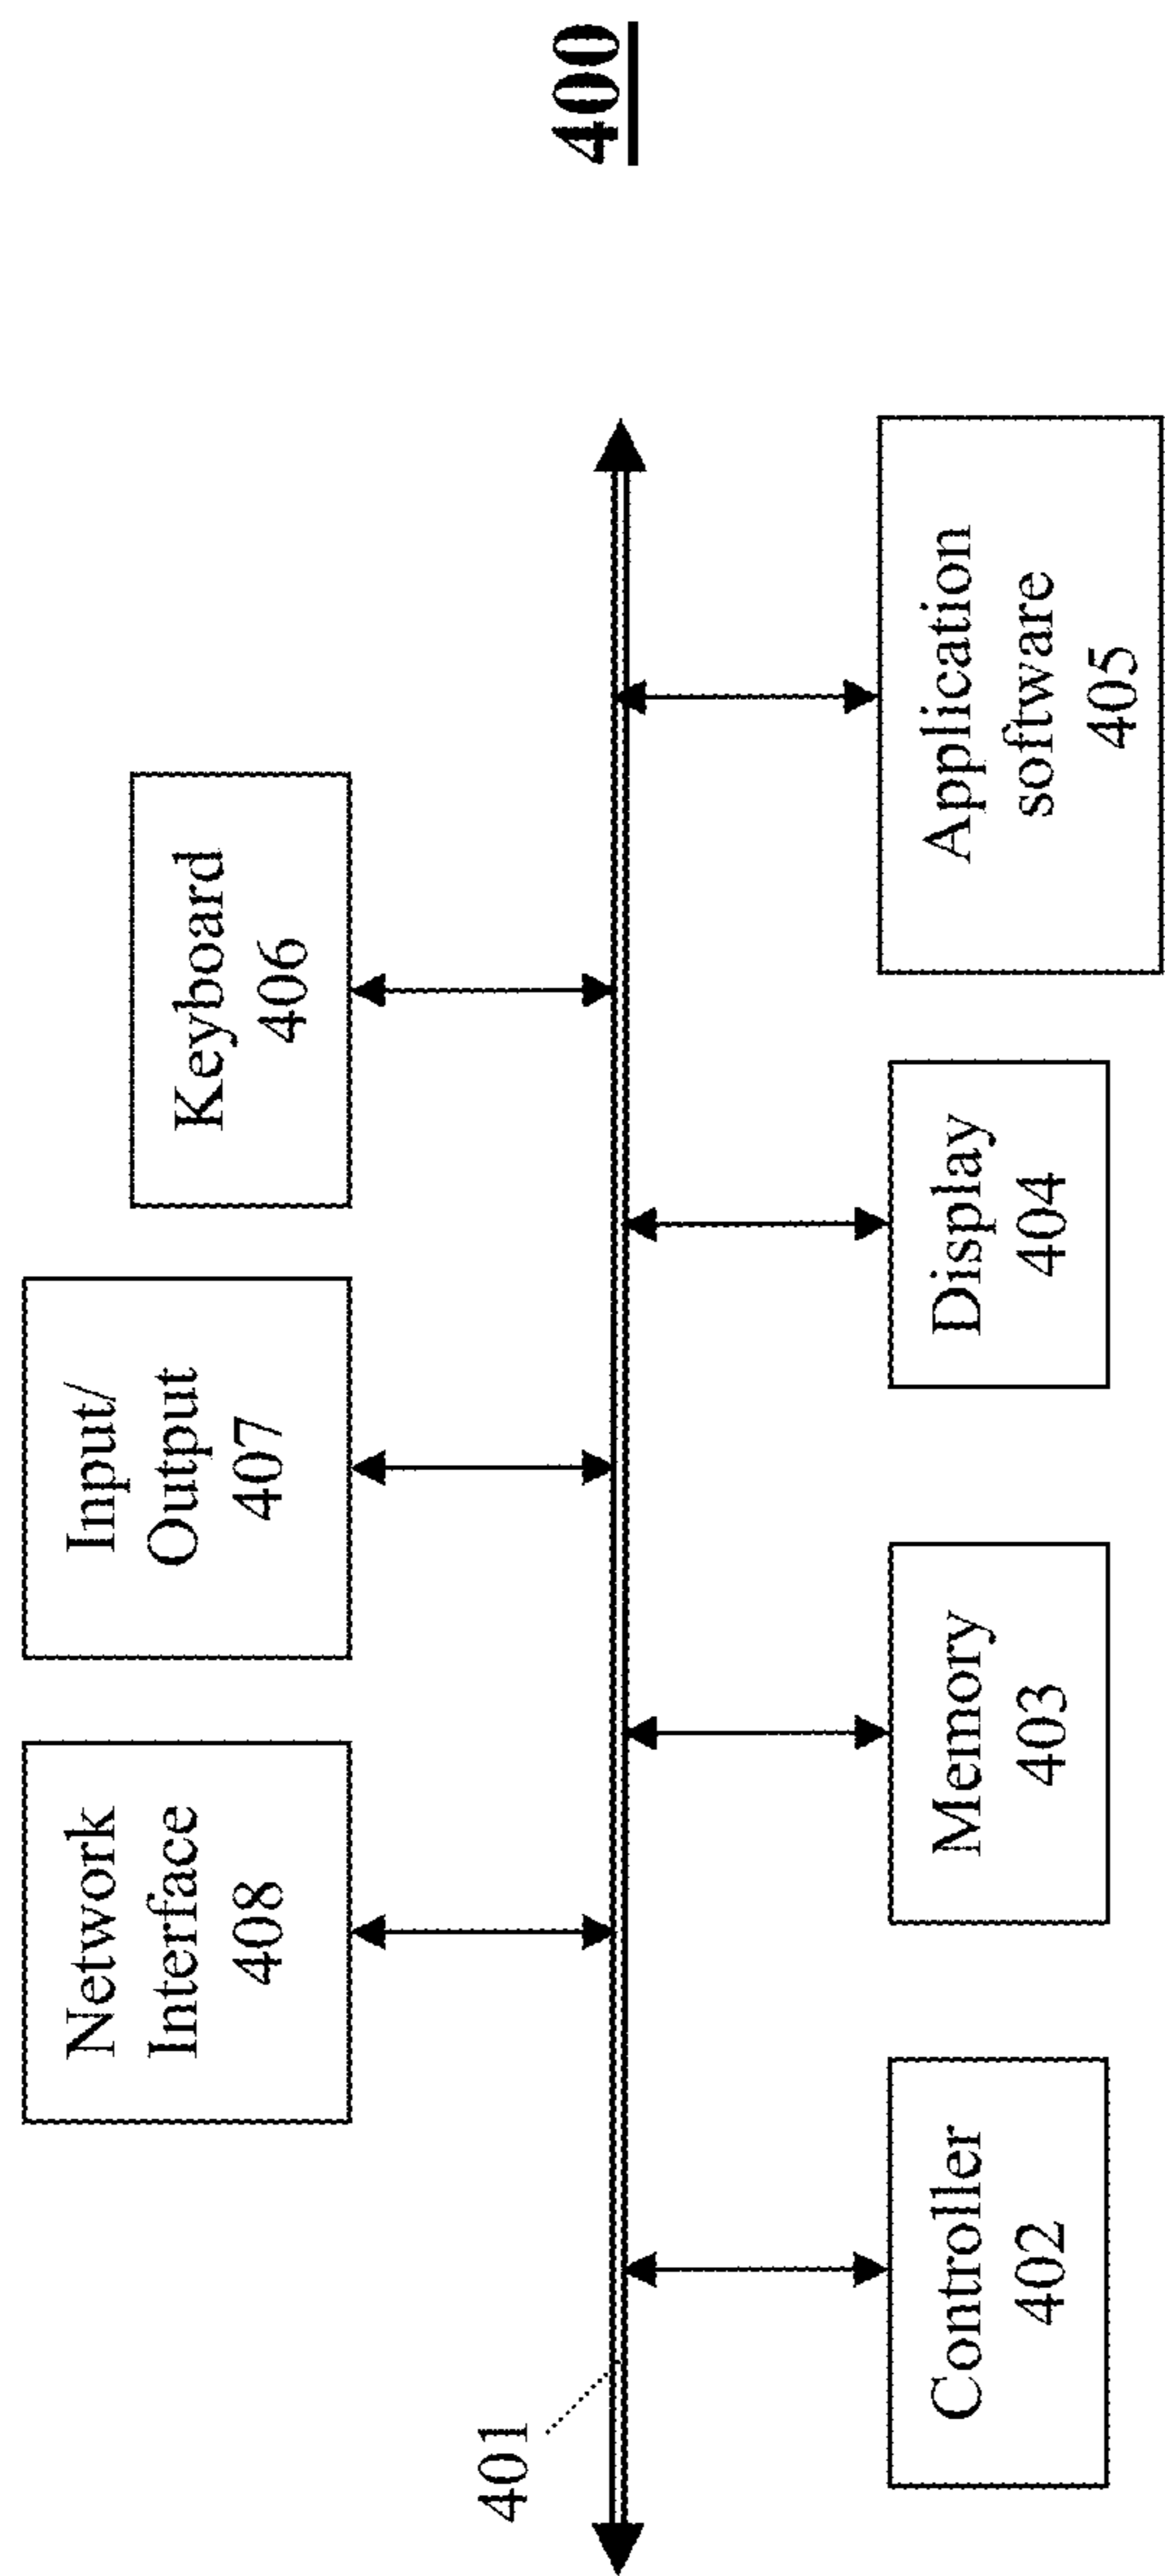 400
Network
Interface
408
Input/
Output
407
Keyboard
406
401
Controller
402
Memory
403
Display
404
Application
software
405